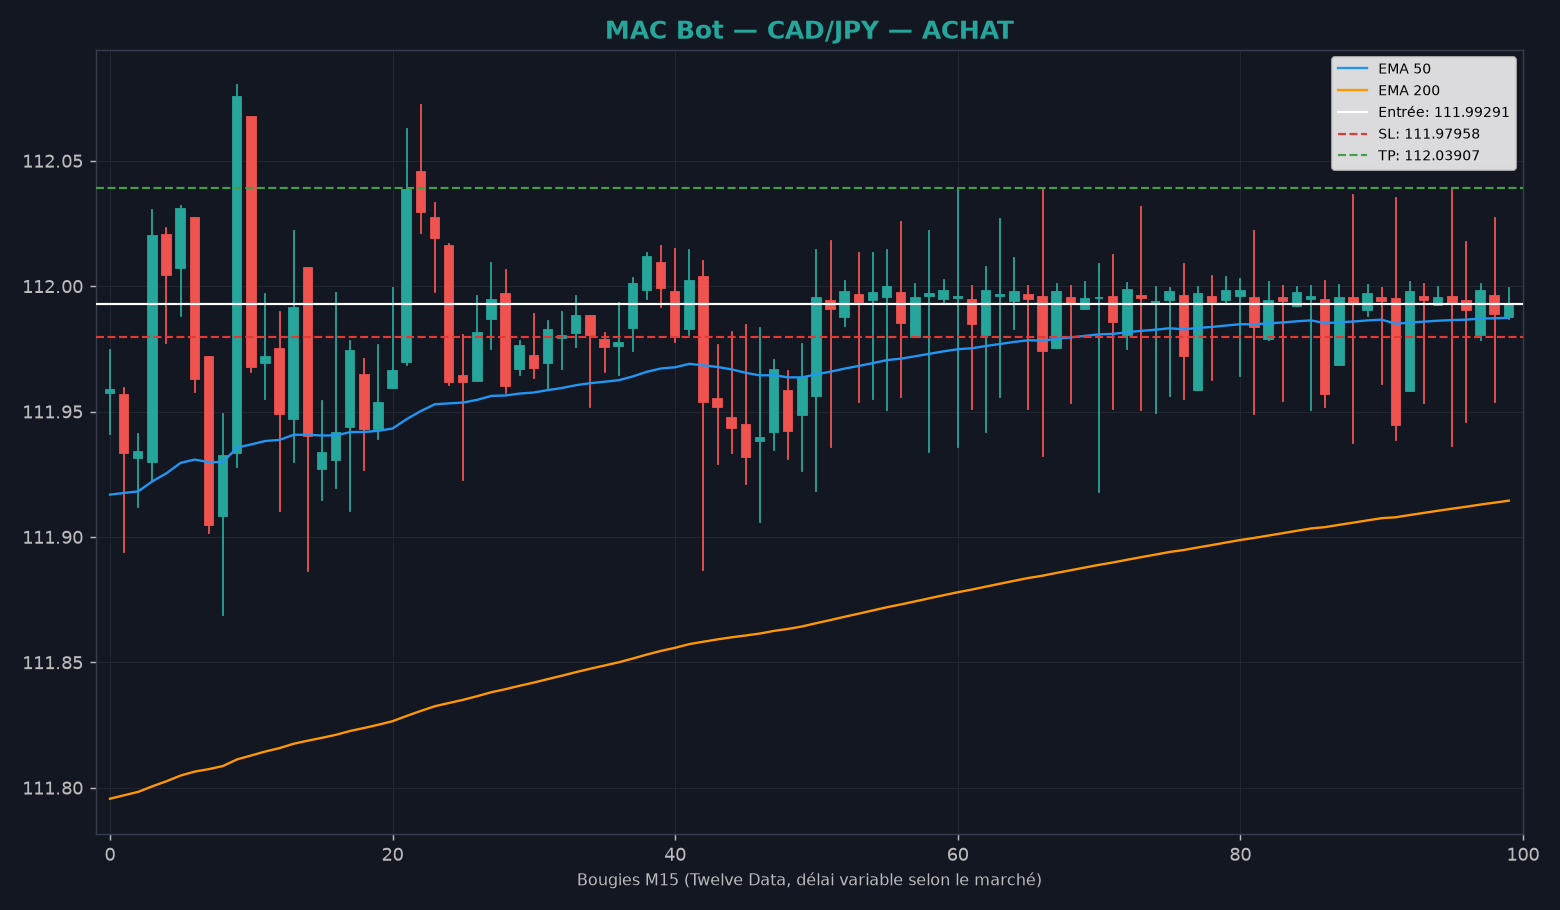 MAC Bot — CAD/JPY — ACHAT
EMA 50
EMA 200
Entrée: 111.99291
SL: 111.97958
TP: 112.03907
112.05
112.00
111.95
111.90
111.85
111.80
0 20 40 60 80 100
Bougies M15 (Twelve Data, délai variable selon le marché)